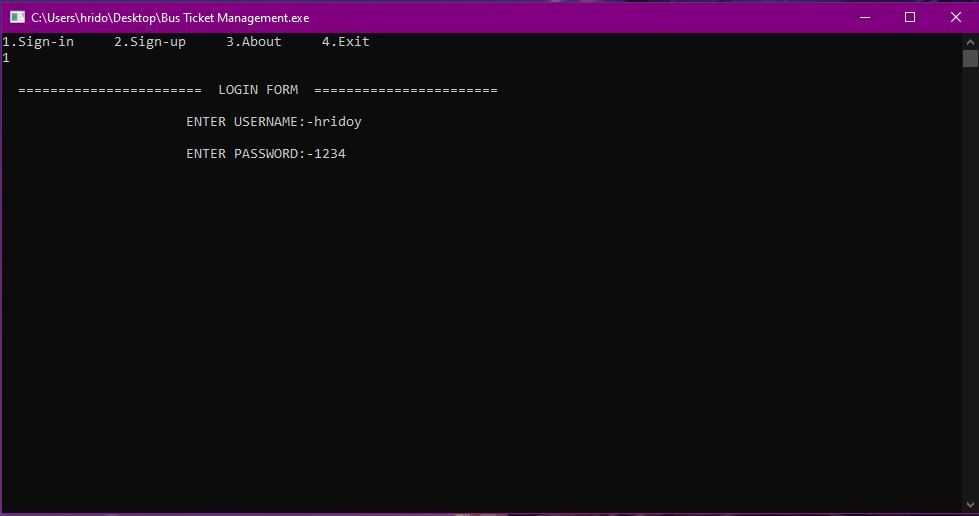 C:\Users\hrido\Desktop\Bus Ticket Management.exe
1.Sign-in     2.Sign-up     3.About     4.Exit
1
=======================  LOGIN FORM  =======================
ENTER USERNAME:-hridoy
ENTER PASSWORD:-1234